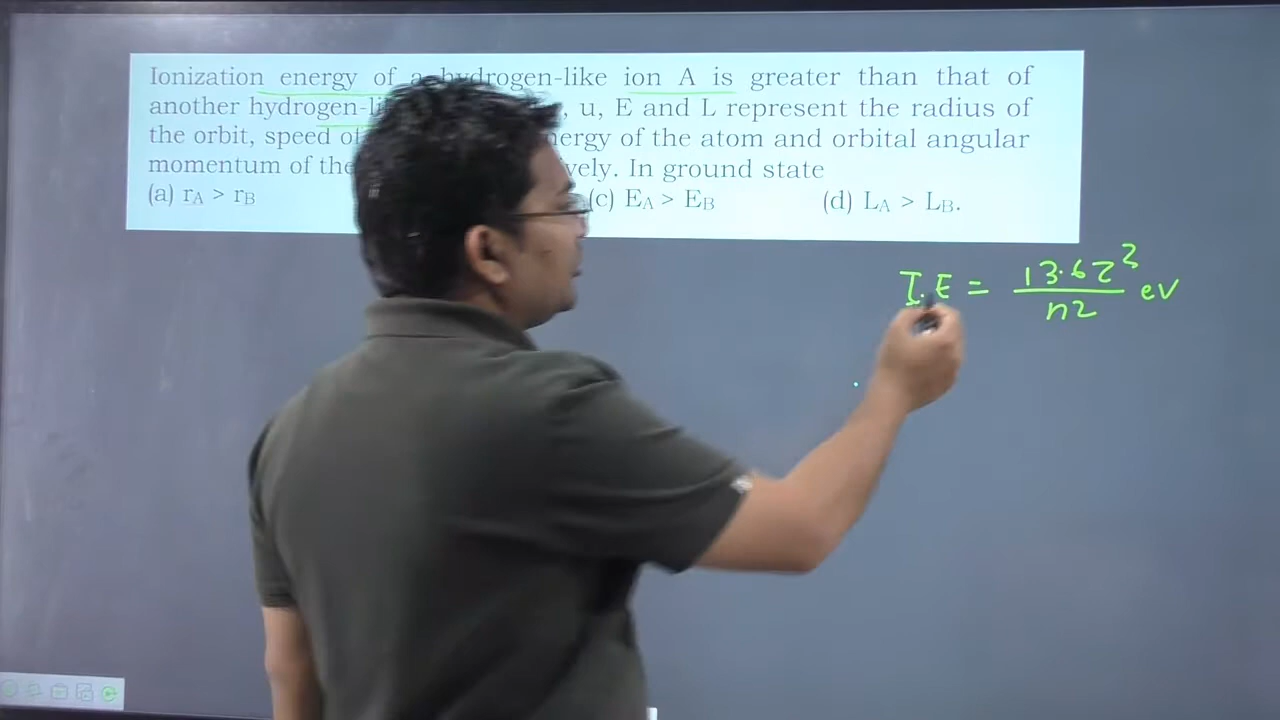 Ionization energy of a hydrogen-like ion A is greater than that of
another hydrogen-li , u, E and L represent the radius of
the orbit, speed of energy of the atom and orbital angular
momentum of the vely. In ground state
(a) rA > rB (c) EA > EB (d) LA > LB.
I.E = 13.6z² eV
n2